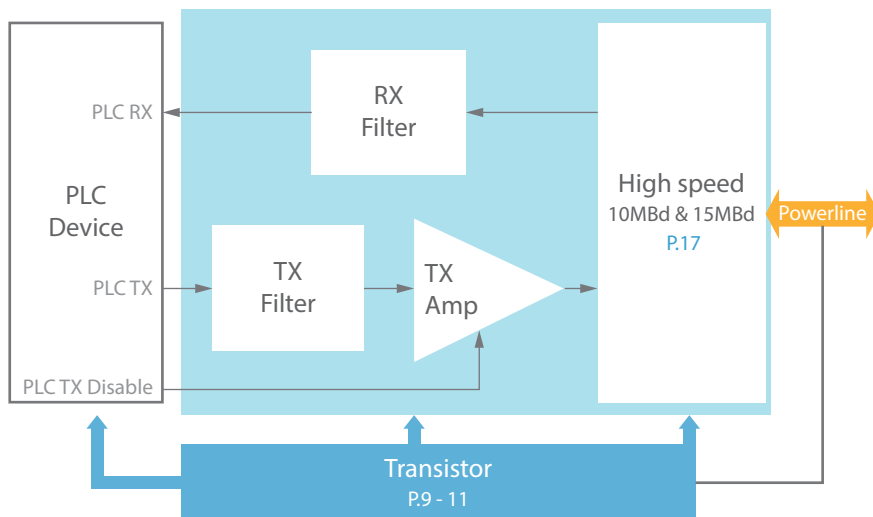 PLC RX
RX
Filter
PLC
Device
High speed
10MBd & 15MBd
P.17
Powerline
PLC TX
TX
Filter
TX
Amp
PLC TX Disable
Transistor
P.9 - 11